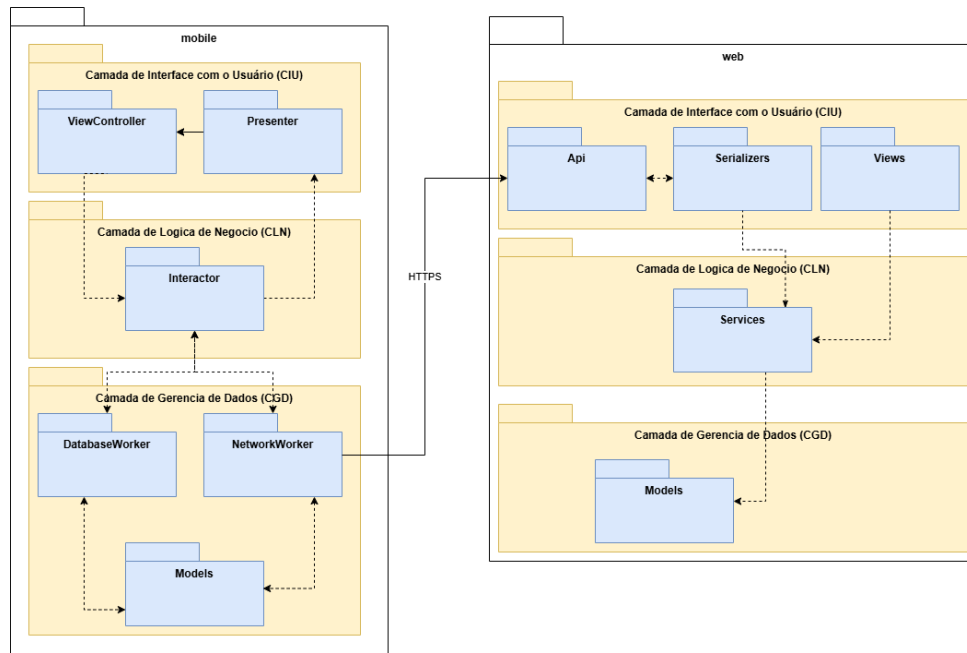 mobile
Camada de Interface com o Usuário (CIU)
ViewController
Presenter
Camada de Logica de Negocio (CLN)
Interactor
Camada de Gerencia de Dados (CGD)
DatabaseWorker
NetworkWorker
Models
HTTPS
web
Camada de Interface com o Usuário (CIU)
Api
Serializers
Views
Camada de Logica de Negocio (CLN)
Services
Camada de Gerencia de Dados (CGD)
Models